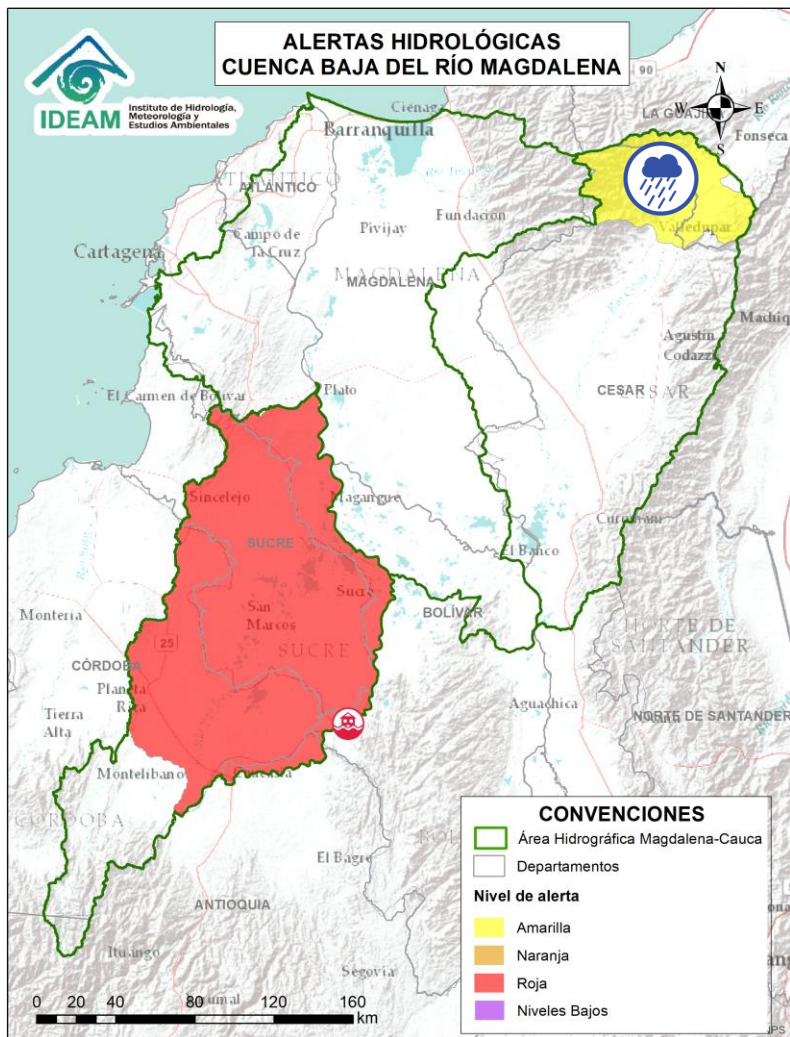 ALERTAS HIDROLÓGICAS
CUENCA BAJA DEL RÍO MAGDALENA
IDEAM
Instituto de Hidrología,
Meteorología y
Estudios Ambientales
N
W
E
S
90
LA GUAJIRA
Fonseca
Ciénaga
Barranquilla
ATLÁNTICO
Fundación
Pivijay
Valledupar
Campo de
la Cruz
Cartagena
MAGDALENA
MAGDALENA
Machiq
Agustín
Codazzi
CESAR
CESAR
Plato
El Carmen de Bolívar
Sincelejo
Magangué
Curumaní
SUCRE
El Banco
Sucre
San
Marcos
BOLÍVAR
Montería
NORTE DE
SANTANDER
SUCRE
25
CÓRDOBA
Planeta
Rica
Aguachica
Tierra
Alta
NORTE DE SANTANDER
Montelíbano
CÓRDOBA
El Bagre
ANTIOQUIA
Ituango
Segovia
CONVENCIONES
Área Hidrográfica Magdalena-Cauca
Departamentos
Nivel de alerta
Amarilla
Naranja
Roja
Niveles Bajos
0 20 40 80 120 160
km